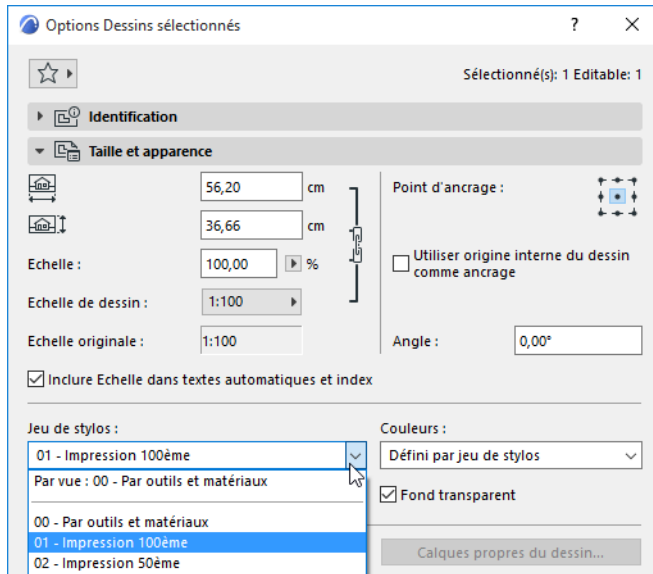 Options Dessins sélectionnés
?
Sélectionné(s): 1 Editable: 1
Identification
Taille et apparence
56,20 cm
Point d'ancrage :
36,66 cm
Utiliser origine interne du dessin
comme ancrage
Echelle : 100,00 %
Echelle de dessin : 1:100
Echelle originale : 1:100
Angle : 0,00°
Inclure Echelle dans textes automatiques et index
Jeu de stylos :
Couleurs :
01 - Impression 100ème
Défini par jeu de stylos
Par vue : 00 - Par outils et matériaux
Fond transparent
00 - Par outils et matériaux
01 - Impression 100ème
02 - Impression 50ème
Calques propres du dessin...